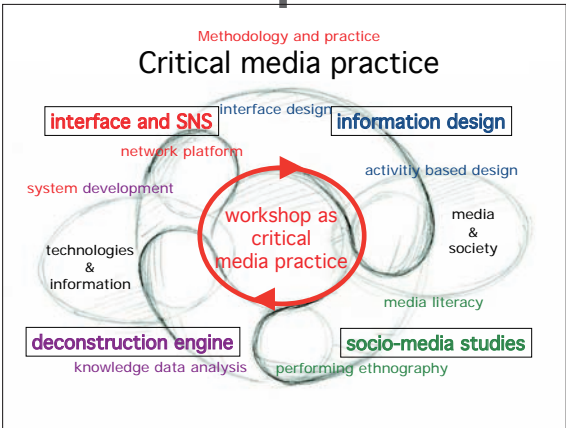 Methodology and practice
Critical media practice
interface design
interface and SNS
information design
network platform
activitiy based design
system development
workshop as
critical
media practice
media
&
society
technologies
&
information
media literacy
deconstruction engine
socio-media studies
knowledge data analysis
performing ethnography